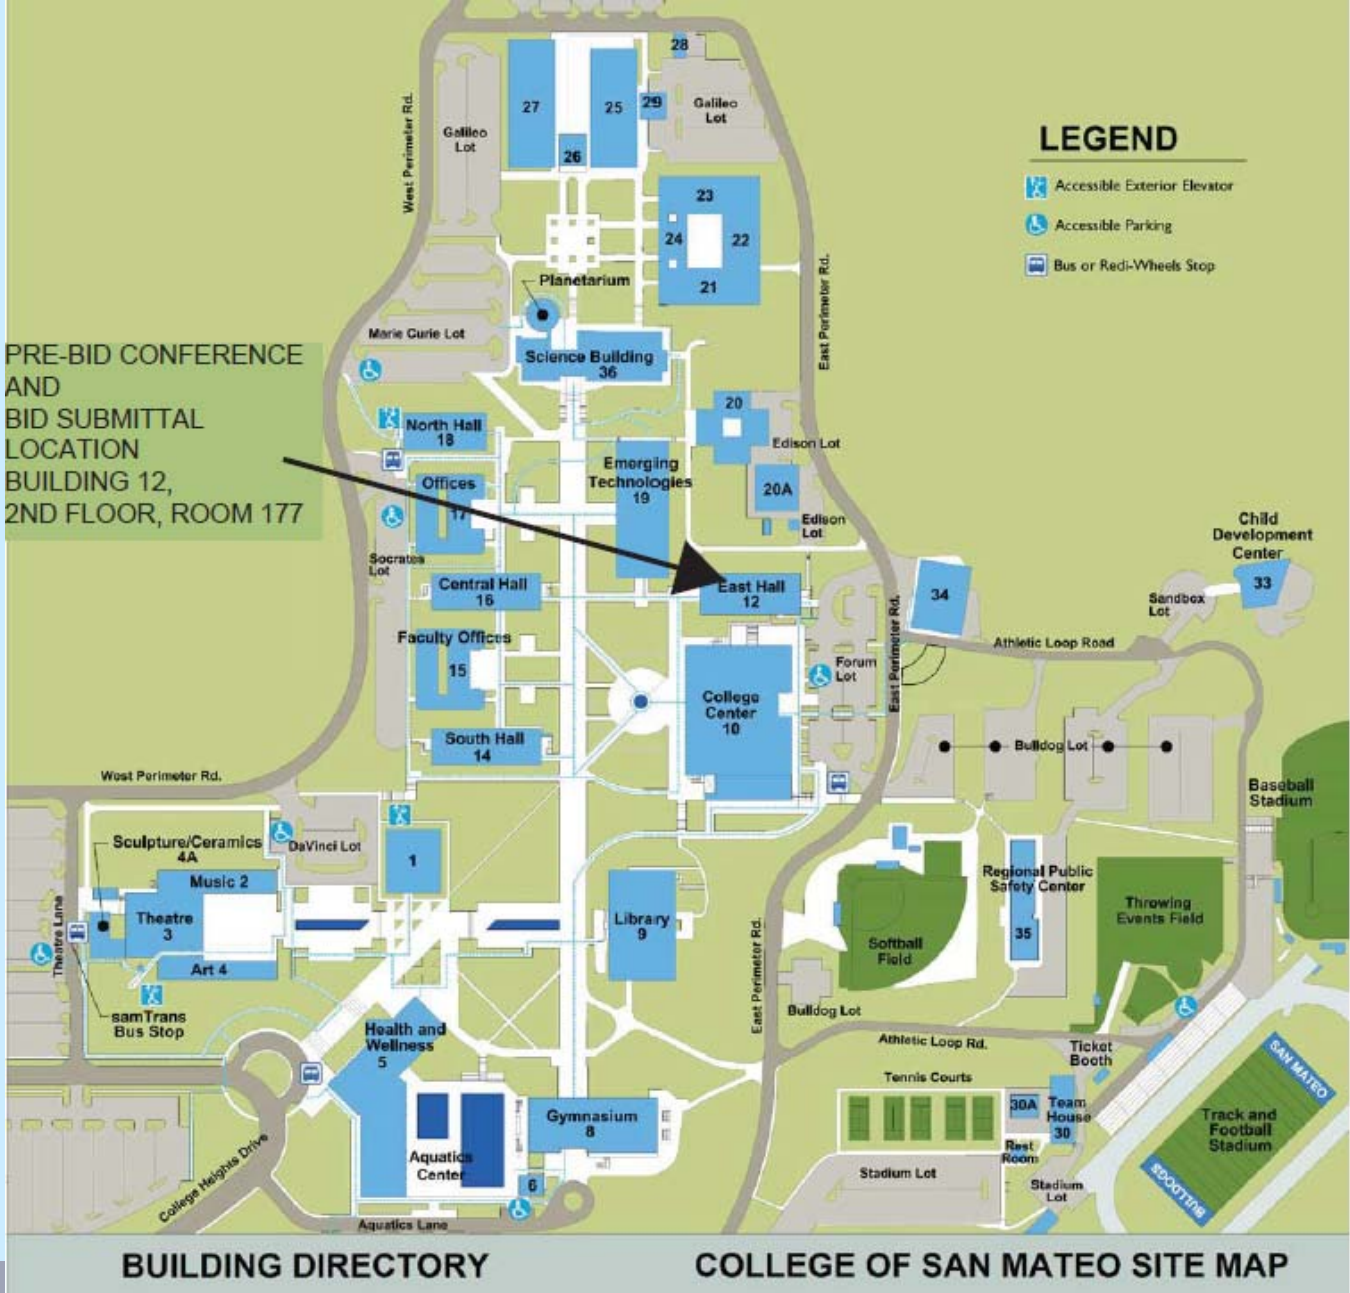 28
27
25
29
Galileo
Lot
Galileo
Lot
26
West Perimeter Rd.
LEGEND
Accessible Exterior Elevator
Accessible Parking
Bus or Redi-Wheels Stop
23
24
22
21
East Perimeter Rd.
Planetarium
Marie Curie Lot
Science Building
36
PRE-BID CONFERENCE
AND
BID SUBMITTAL
LOCATION
BUILDING 12,
2ND FLOOR, ROOM 177
North Hall
18
20
Edison Lot
Emerging
Technologies
19
Offices
17
20A
Edison
Lot
Socrates
Lot
Central Hall
16
East Hall
12
34
Child
Development
Center
33
Sandbox
Lot
Athletic Loop Road
East Perimeter Rd.
Faculty Offices
15
Forum
Lot
College
Center
10
South Hall
14
Bulldog Lot
West Perimeter Rd.
Baseball
Stadium
Sculpture/Ceramics
4A
DaVinci Lot
1
Music 2
Theatre
3
Art 4
Theatre Lane
samTrans
Bus Stop
Library
9
East Perimeter Rd.
Softball
Field
Regional Public
Safety Center
35
Throwing
Events Field
Bulldog Lot
Athletic Loop Rd.
Ticket
Booth
Health and
Wellness
5
Tennis Courts
30A
Team
House
30
Rest
Room
SAN MATEO
Track and
Football
Stadium
BULLDOGS
Gymnasium
8
Aquatics
Center
6
Stadium Lot
Stadium
Lot
College Heights Drive
Aquatics Lane
BUILDING DIRECTORY
COLLEGE OF SAN MATEO SITE MAP